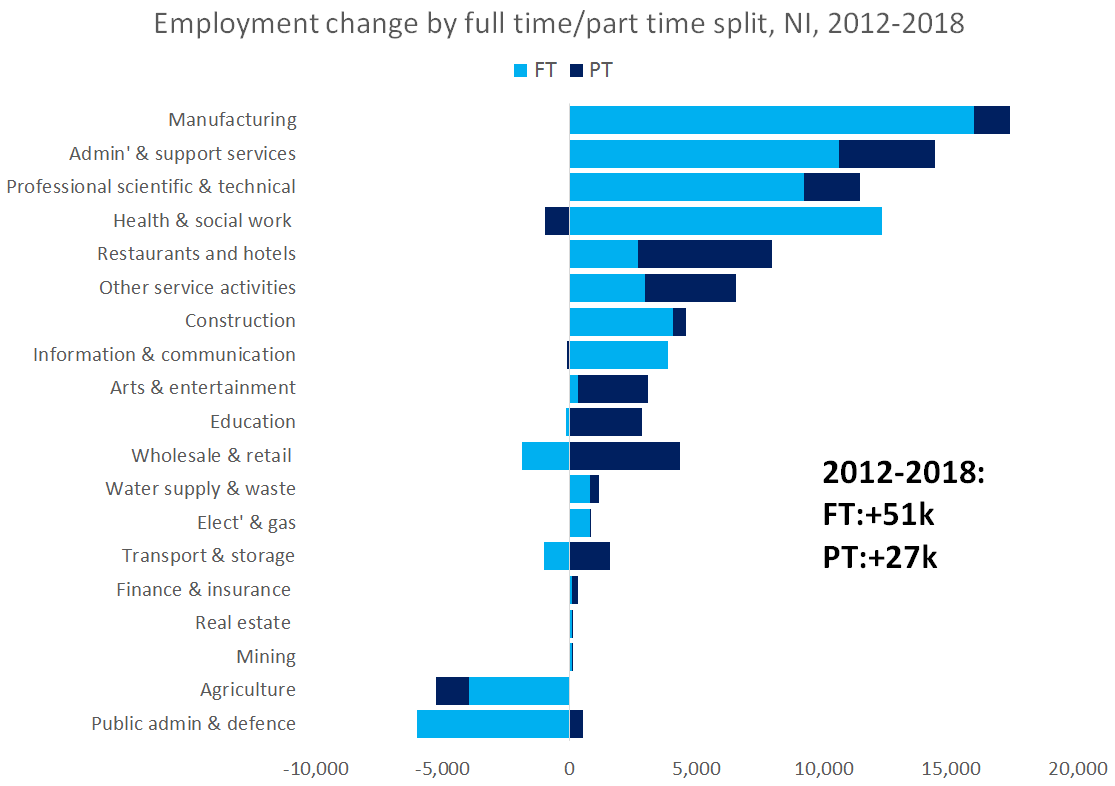 Employment change by full time/part time split, NI, 2012-2018
FT PT
Manufacturing
Admin' & support services
Professional scientific & technical
Health & social work
Restaurants and hotels
Other service activities
Construction
Information & communication
Arts & entertainment
Education
Wholesale & retail
Water supply & waste
Elect' & gas
Transport & storage
Finance & insurance
Real estate
Mining
Agriculture
Public admin & defence
2012-2018:
FT:+51k
PT:+27k
-10,000 -5,000 0 5,000 10,000 15,000 20,000